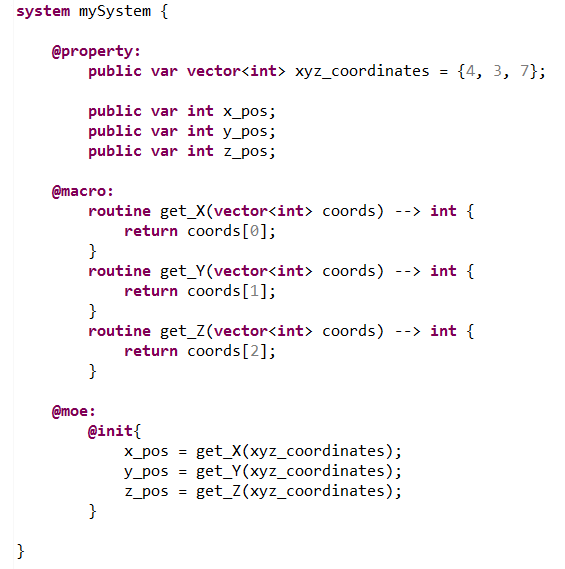 system mySystem {
@property:
public var vector<int> xyz_coordinates = {4, 3, 7};
public var int x_pos;
public var int y_pos;
public var int z_pos;
@macro:
routine get_X(vector<int> coords) --> int {
return coords[0];
}
routine get_Y(vector<int> coords) --> int {
return coords[1];
}
routine get_Z(vector<int> coords) --> int {
return coords[2];
}
@moe:
@init{
x_pos = get_X(xyz_coordinates);
y_pos = get_Y(xyz_coordinates);
z_pos = get_Z(xyz_coordinates);
}
}